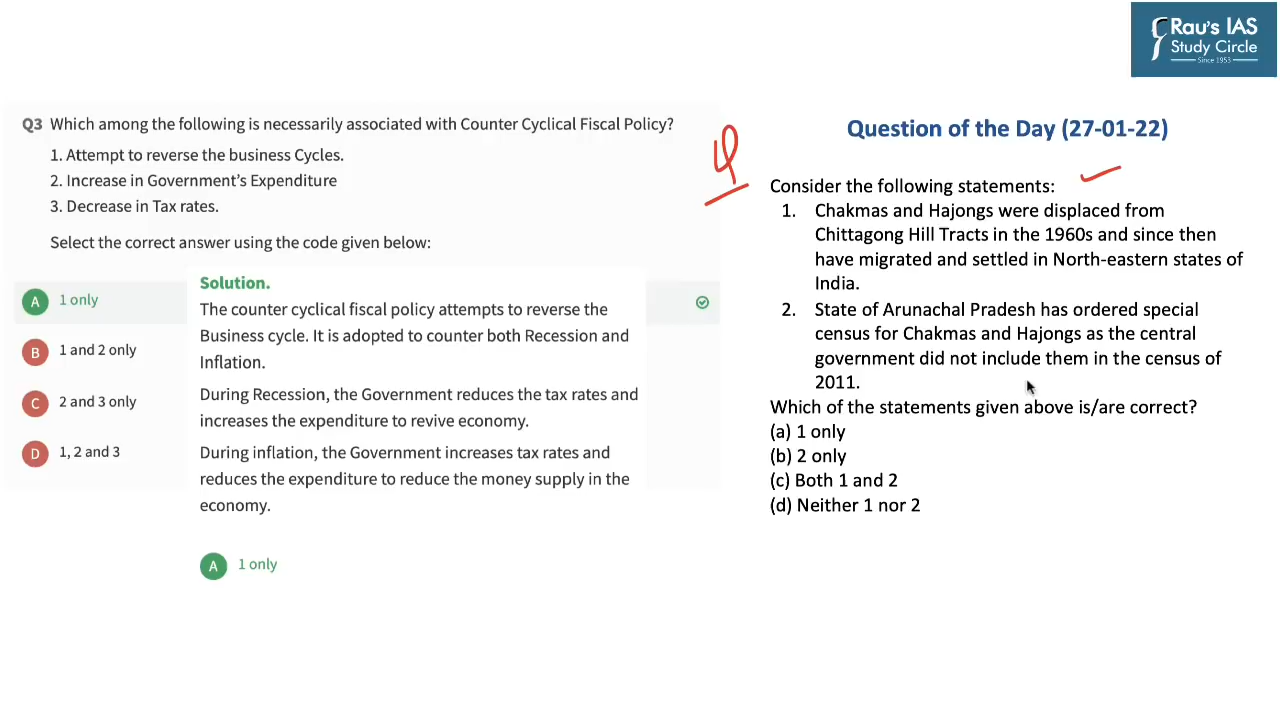 Rau's IAS
Study Circle
Since 1953
Q3 Which among the following is necessarily associated with Counter Cyclical Fiscal Policy?
1. Attempt to reverse the business Cycles.
2. Increase in Government's Expenditure
3. Decrease in Tax rates.
Select the correct answer using the code given below:
A 1 only
B 1 and 2 only
C 2 and 3 only
D 1, 2 and 3
Solution.
The counter cyclical fiscal policy attempts to reverse the
Business cycle. It is adopted to counter both Recession and
Inflation.
During Recession, the Government reduces the tax rates and
increases the expenditure to revive economy.
During inflation, the Government increases tax rates and
reduces the expenditure to reduce the money supply in the
economy.
A 1 only
Question of the Day (27-01-22)
Consider the following statements:
1. Chakmas and Hajongs were displaced from
Chittagong Hill Tracts in the 1960s and since then
have migrated and settled in North-eastern states of
India.
2. State of Arunachal Pradesh has ordered special
census for Chakmas and Hajongs as the central
government did not include them in the census of
2011.
Which of the statements given above is/are correct?
(a) 1 only
(b) 2 only
(c) Both 1 and 2
(d) Neither 1 nor 2